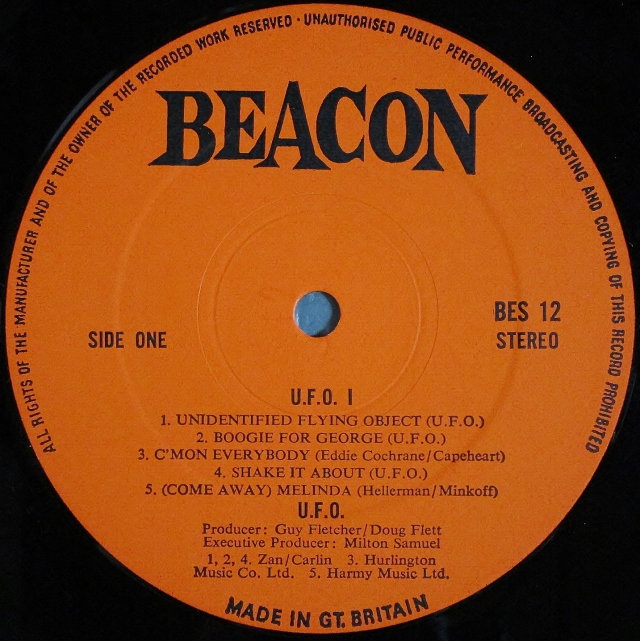 ALL RIGHTS OF THE MANUFACTURER AND OF THE OWNER OF THE RECORDED WORK RESERVED · UNAUTHORISED PUBLIC PERFORMANCE BROADCASTING AND COPYING OF THIS RECORD PROHIBITED
BEACON
BES 12
SIDE ONE
STEREO
U.F.O. I
1. UNIDENTIFIED FLYING OBJECT (U.F.O.)
2. BOOGIE FOR GEORGE (U.F.O.)
3. C'MON EVERYBODY (Eddie Cochrane/Capeheart)
4. SHAKE IT ABOUT (U.F.O.)
5. (COME AWAY) MELINDA (Hellerman/Minkoff)
U.F.O.
Producer: Guy Fletcher/Doug Flett
Executive Producer: Milton Samuel
1, 2, 4. Zan/Carlin 3. Hurlington
Music Co. Ltd. 5. Harmy Music Ltd.
MADE IN GT. BRITAIN